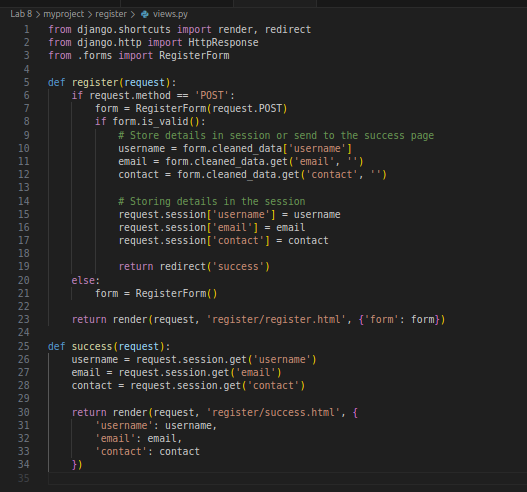 Lab 8 > myproject > register > views.py
1 from django.shortcuts import render, redirect
2 from django.http import HttpResponse
3 from .forms import RegisterForm
4
5 def register(request):
6     if request.method == 'POST':
7         form = RegisterForm(request.POST)
8         if form.is_valid():
9             # Store details in session or send to the success page
10             username = form.cleaned_data['username']
11             email = form.cleaned_data.get('email', '')
12             contact = form.cleaned_data.get('contact', '')
13
14             # Storing details in the session
15             request.session['username'] = username
16             request.session['email'] = email
17             request.session['contact'] = contact
18
19             return redirect('success')
20     else:
21         form = RegisterForm()
22
23     return render(request, 'register/register.html', {'form': form})
24
25 def success(request):
26     username = request.session.get('username')
27     email = request.session.get('email')
28     contact = request.session.get('contact')
29
30     return render(request, 'register/success.html', {
31         'username': username,
32         'email': email,
33         'contact': contact
34     })
35